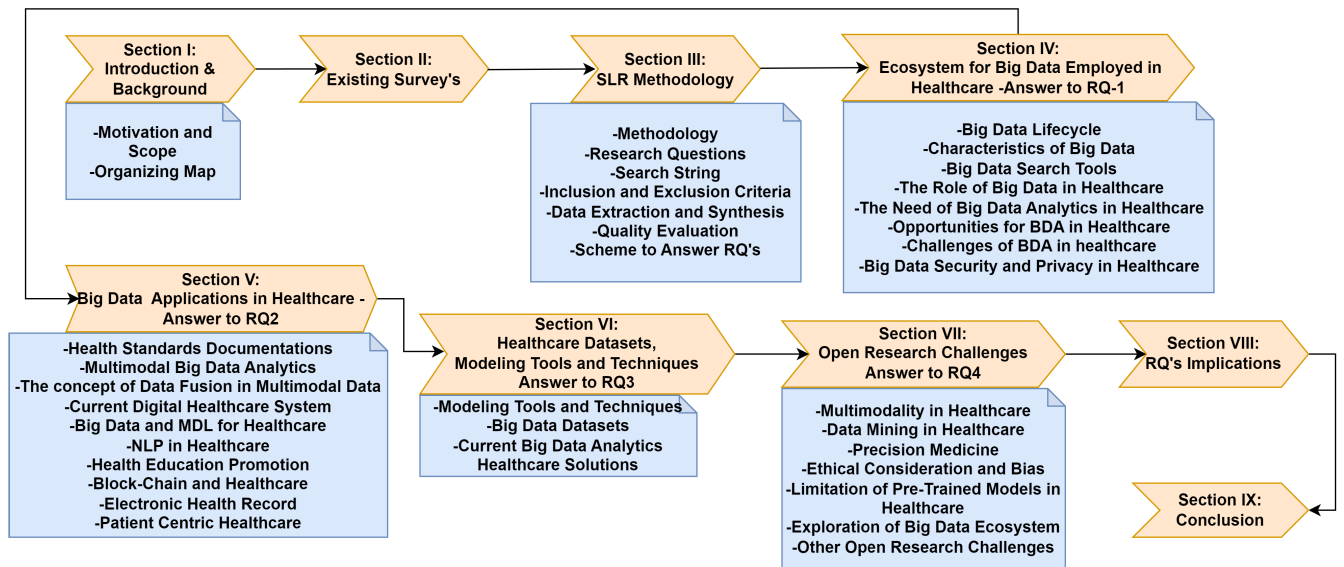 Section I:
Introduction &
Background
-Motivation and
Scope
-Organizing Map
Section II:
Existing Survey's
Section III:
SLR Methodology
-Methodology
-Research Questions
-Search String
-Inclusion and Exclusion Criteria
-Data Extraction and Synthesis
-Quality Evaluation
-Scheme to Answer RQ's
Section IV:
Ecosystem for Big Data Employed in
Healthcare -Answer to RQ-1
-Big Data Lifecycle
-Characteristics of Big Data
-Big Data Search Tools
-The Role of Big Data in Healthcare
-The Need of Big Data Analytics in Healthcare
-Opportunities for BDA in Healthcare
-Challenges of BDA in healthcare
-Big Data Security and Privacy in Healthcare
Section V:
Big Data Applications in Healthcare -
Answer to RQ2
-Health Standards Documentations
-Multimodal Big Data Analytics
-The concept of Data Fusion in Multimodal Data
-Current Digital Healthcare System
-Big Data and MDL for Healthcare
-NLP in Healthcare
-Health Education Promotion
-Block-Chain and Healthcare
-Electronic Health Record
-Patient Centric Healthcare
Section VI:
Healthcare Datasets,
Modeling Tools and Techniques
Answer to RQ3
-Modeling Tools and Techniques
-Big Data Datasets
-Current Big Data Analytics
Healthcare Solutions
Section VII:
Open Research Challenges
Answer to RQ4
-Multimodality in Healthcare
-Data Mining in Healthcare
-Precision Medicine
-Ethical Consideration and Bias
-Limitation of Pre-Trained Models in
Healthcare
-Exploration of Big Data Ecosystem
-Other Open Research Challenges
Section VIII:
RQ's Implications
Section IX:
Conclusion